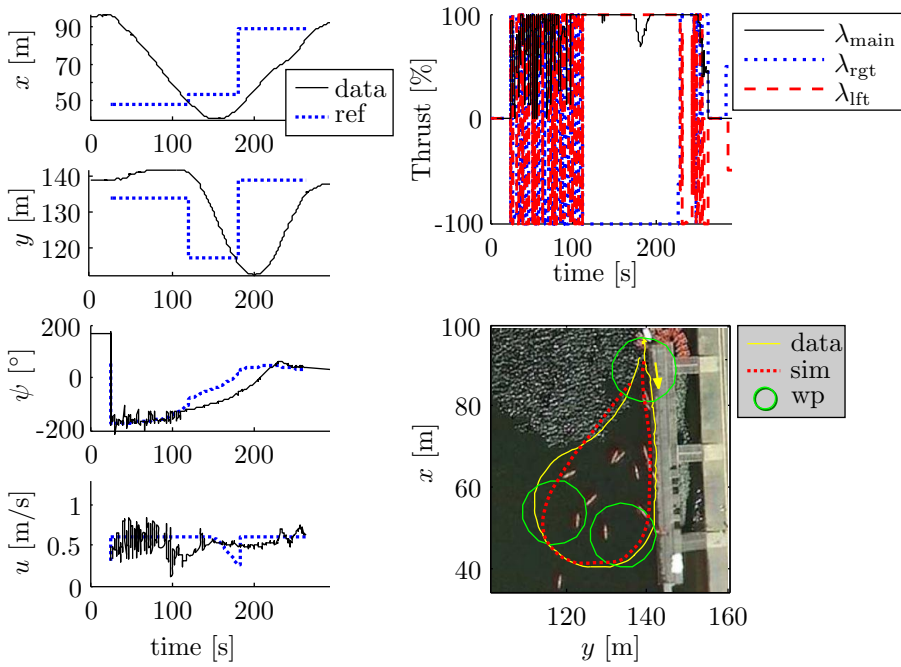 x [m]
90
70
50
0
100
200
data
ref
y [m]
140
130
120
0
100
200
ψ [°]
200
0
-200
0
100
200
u [m/s]
1
0.5
0
0
100
200
time [s]
Thrust [%]
100
0
-100
0
100
200
time [s]
λmain
λrgt
λlft
x [m]
100
80
60
40
120
140
160
y [m]
data
sim
wp